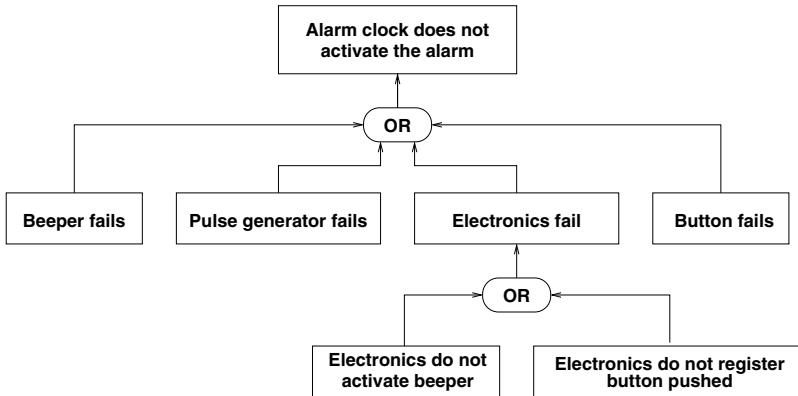 Alarm clock does not
activate the alarm
OR
Beeper fails
Pulse generator fails
Electronics fail
Button fails
OR
Electronics do not
activate beeper
Electronics do not register
button pushed